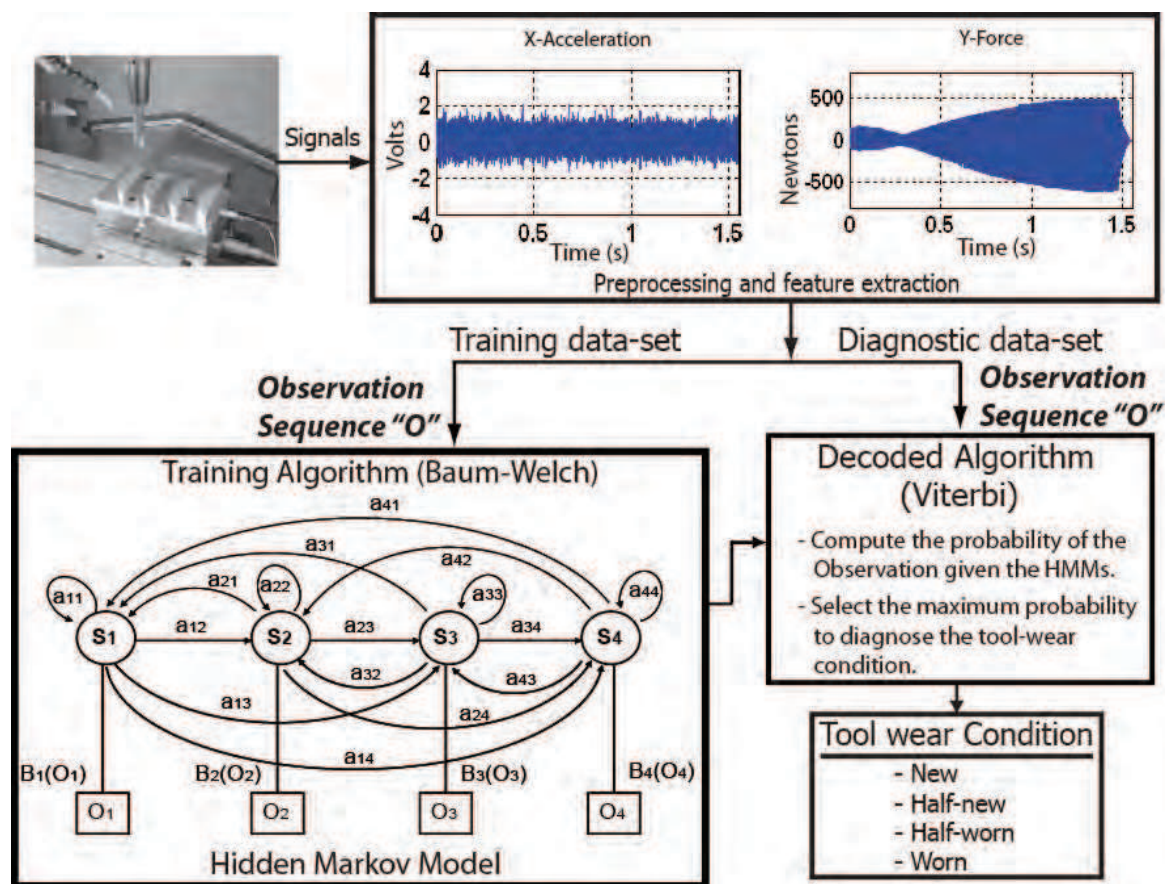 Signals
X-Acceleration
Volts
4
2
0
-2
-4
0
0.5
1
1.5
Time (s)
Y-Force
Newtons
500
0
-500
0
0.5
1
1.5
Time (s)
Preprocessing and feature extraction
Training data-set
Diagnostic data-set
Observation
Sequence "O"
Observation
Sequence "O"
Training Algorithm (Baum-Welch)
a41
a31
a42
a21
a22
a11
a33
a44
S1
a12
S2
a23
S3
a34
S4
a32
a43
a13
a24
a14
B1(O1)
B2(O2)
B3(O3)
B4(O4)
O1
O2
O3
O4
Hidden Markov Model
Decoded Algorithm
(Viterbi)
- Compute the probability of the
Observation given the HMMs.
- Select the maximum probability
to diagnose the tool-wear
condition.
Tool wear Condition
- New
- Half-new
- Half-worn
- Worn